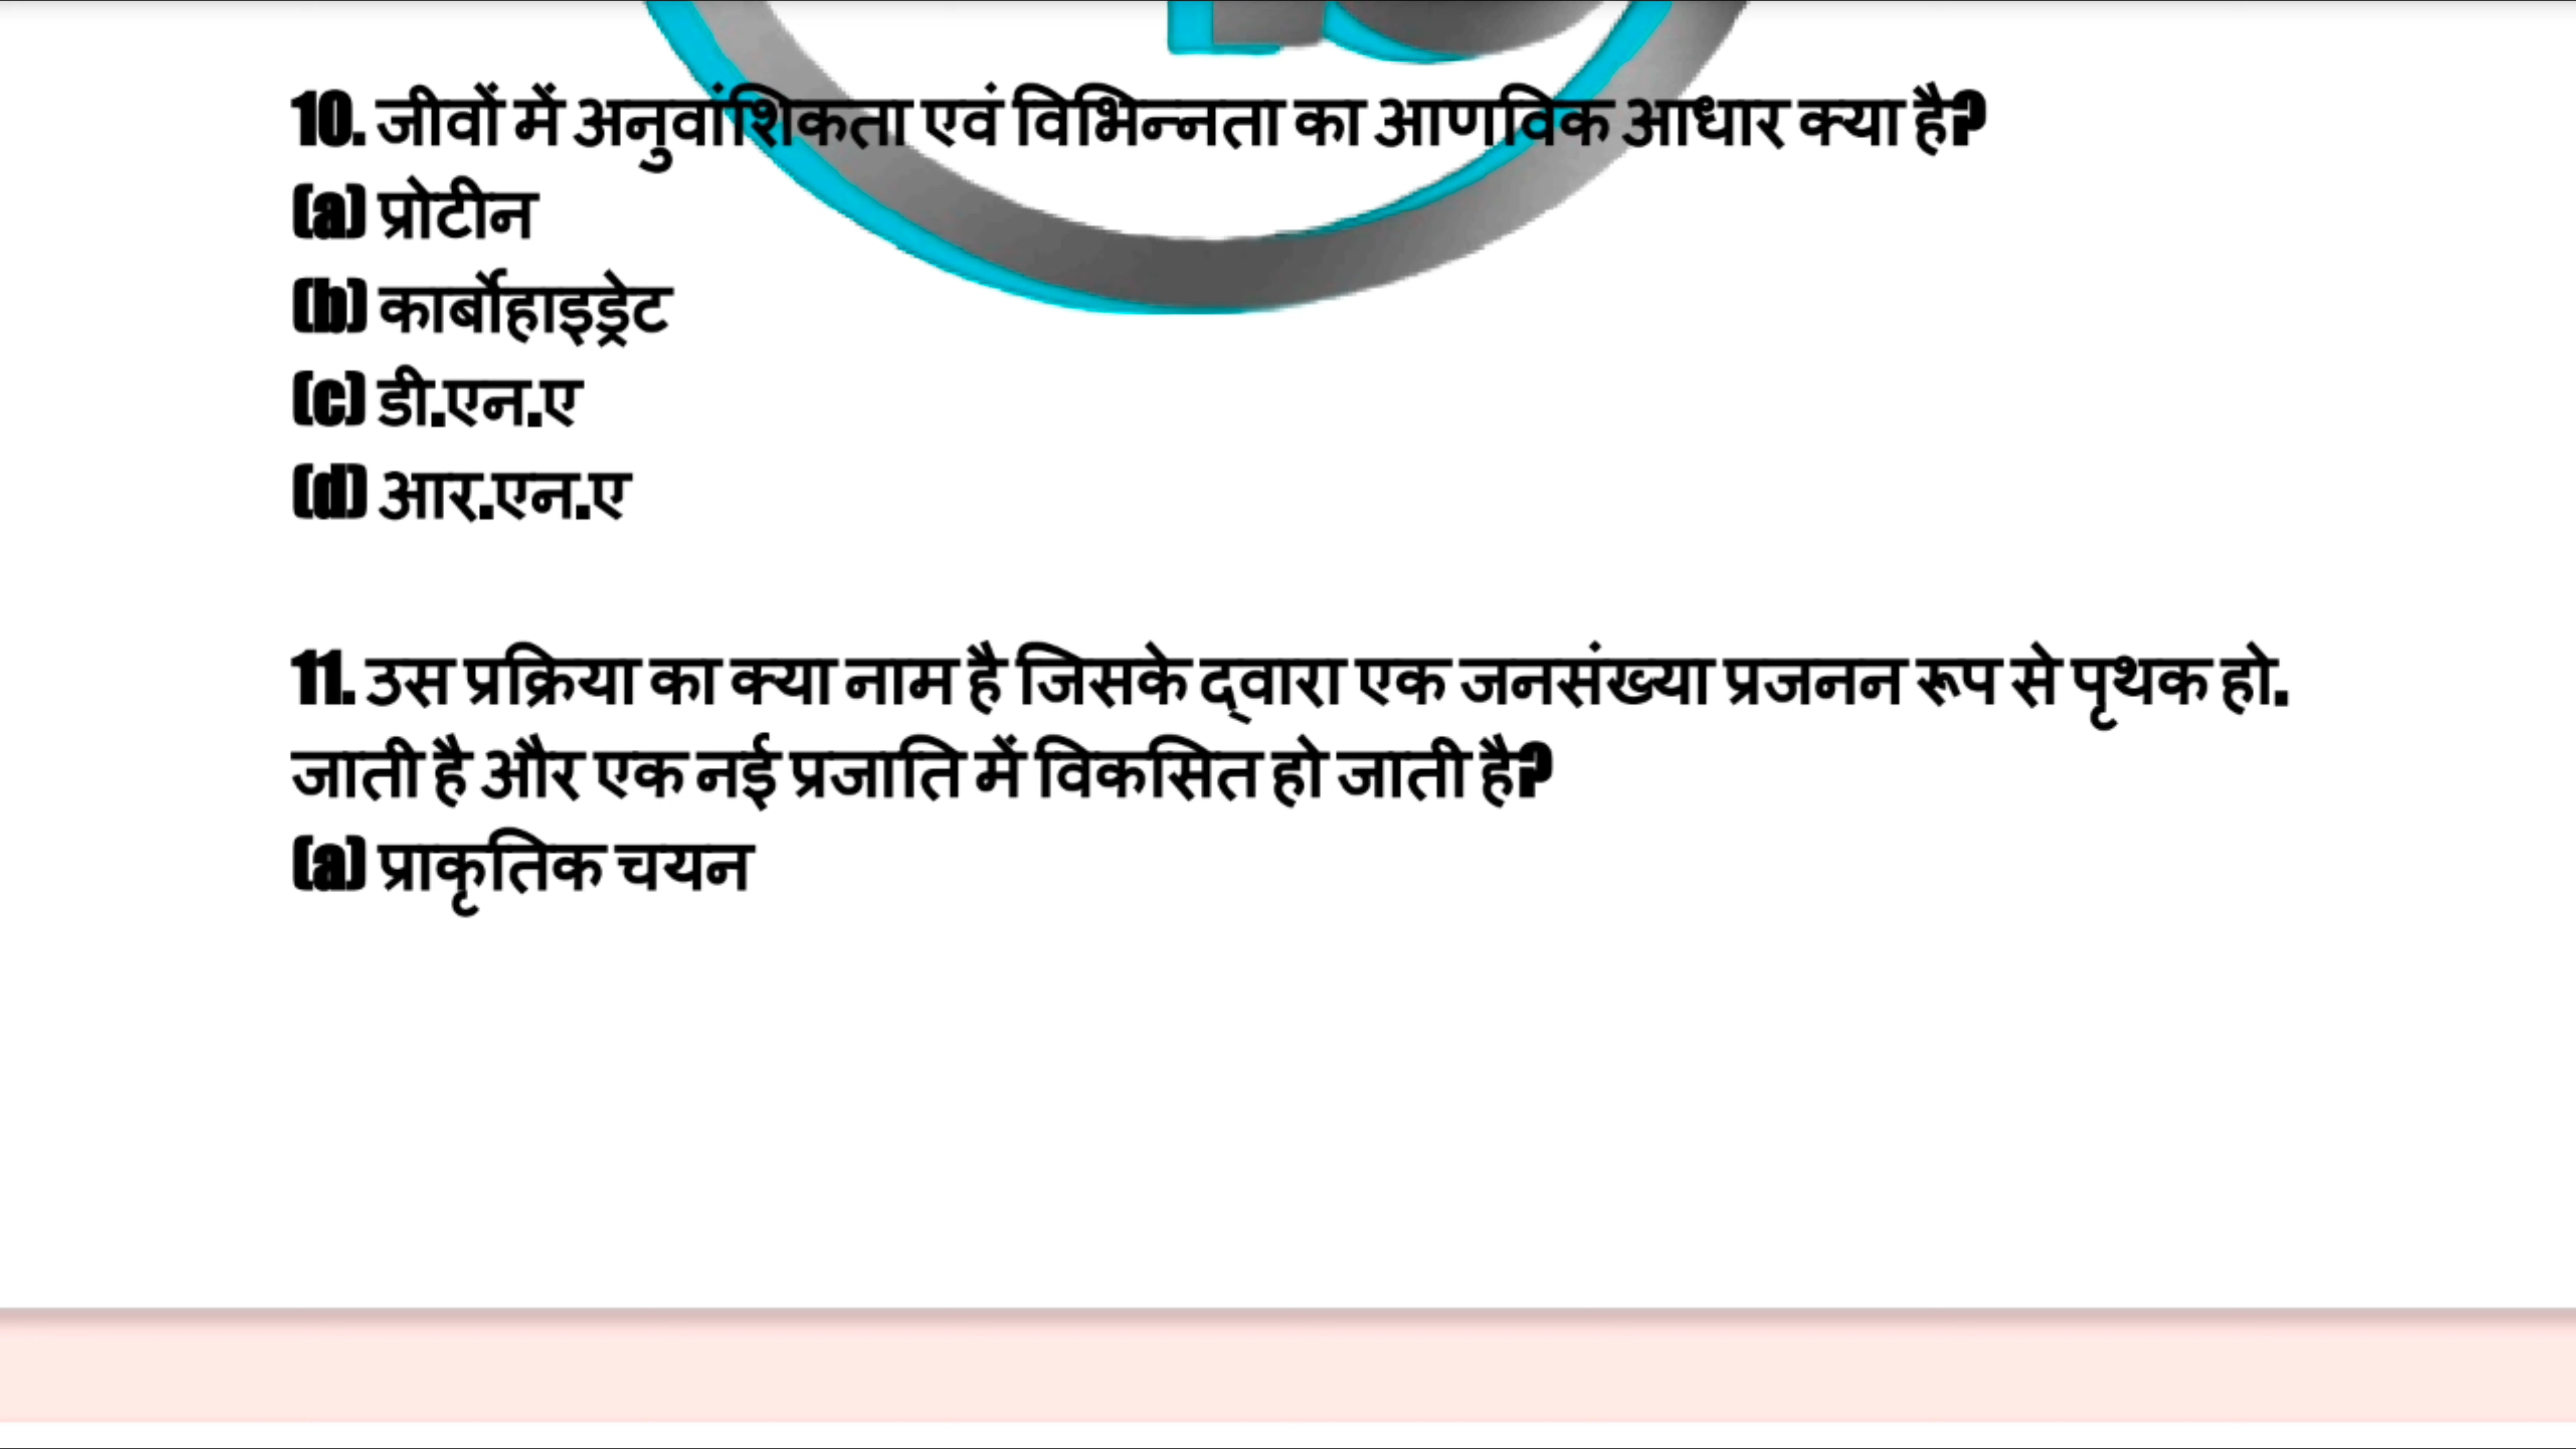 10. जीवों में अनुवांशिकता एवं विभिन्नता का आणविक आधार क्या है?
(a) प्रोटीन
(b) कार्बोहाइड्रेट
(c) डी.एन.ए
(d) आर.एन.ए
11. उस प्रक्रिया का क्या नाम है जिसके द्वारा एक जनसंख्या प्रजनन रूप से पृथक हो.
जाती है और एक नई प्रजाति में विकसित हो जाती है?
(a) प्राकृतिक चयन